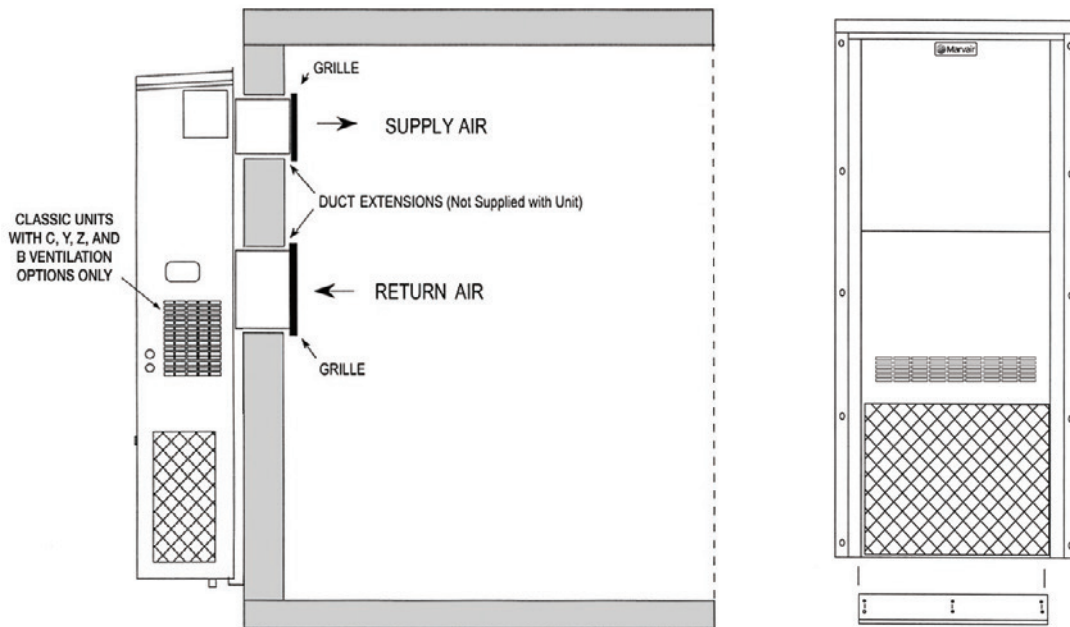 GRILLE
SUPPLY AIR
DUCT EXTENSIONS (Not Supplied with Unit)
CLASSIC UNITS
WITH C, Y, Z, AND
B VENTILATION
OPTIONS ONLY
RETURN AIR
GRILLE
Marvair